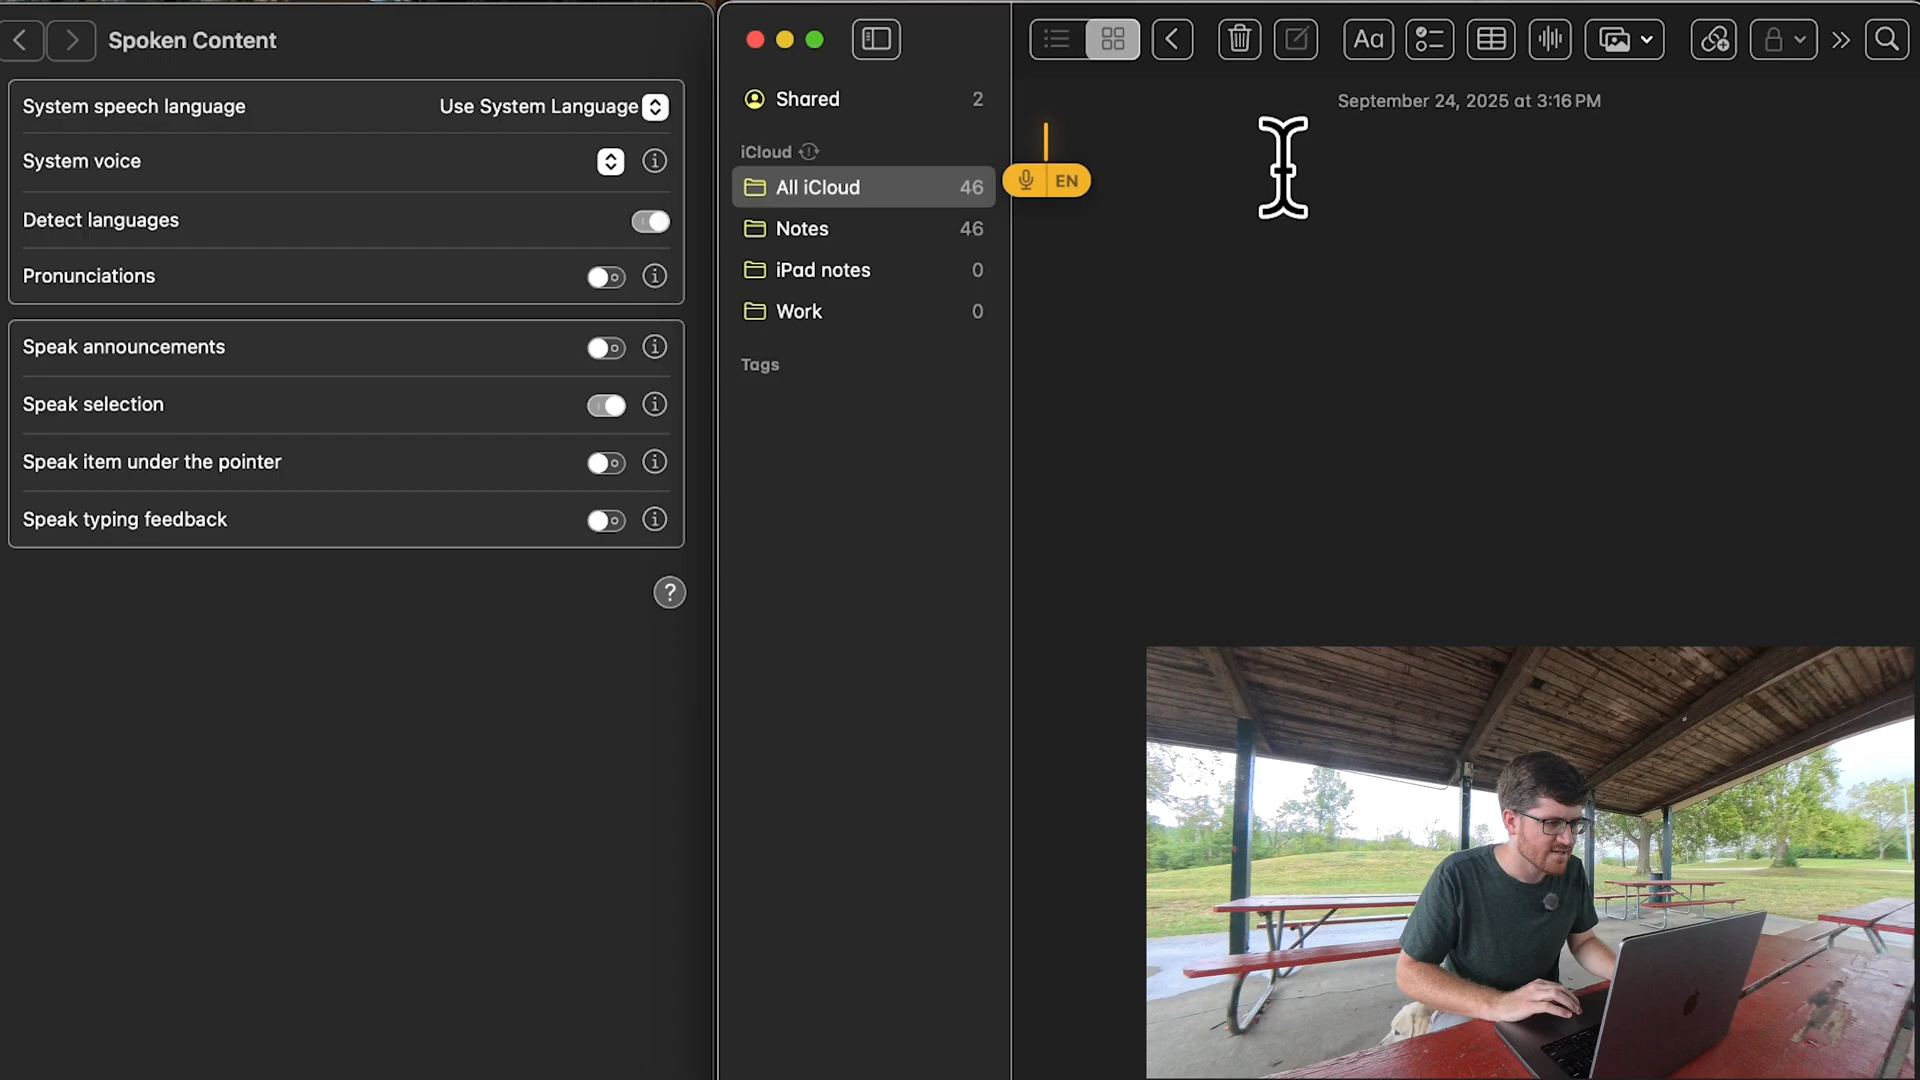 Spoken Content
System speech language
Use System Language
System voice
Detect languages
Pronunciations
Speak announcements
Speak selection
Speak item under the pointer
Speak typing feedback
?
Shared 2
iCloud
All iCloud 46
Notes 46
iPad notes 0
Work 0
Tags
Aa
September 24, 2025 at 3:16 PM
EN